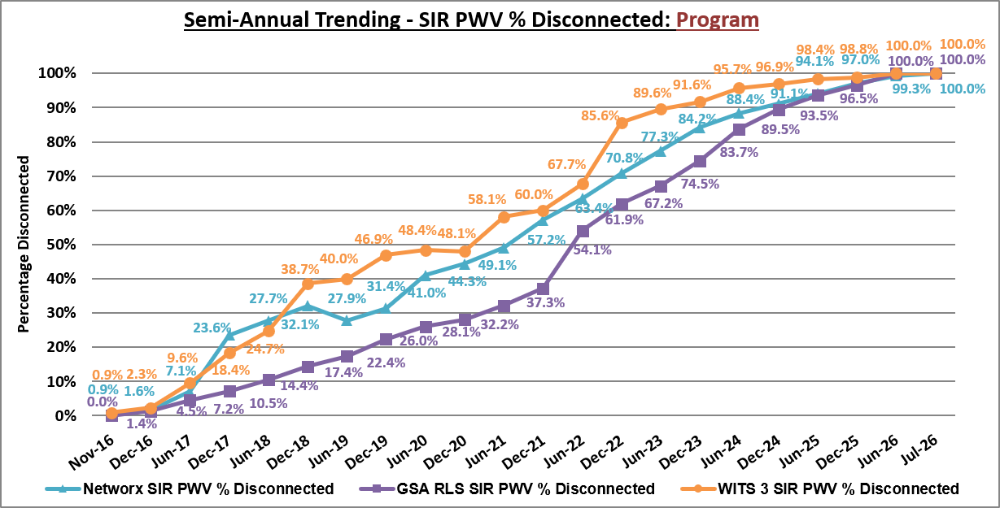 Semi-Annual Trending - SIR PWV % Disconnected: Program
98.4% 98.8% 100.0% 100.0%
95.7% 96.9% 94.1% 97.0% 100.0% 100.0%
89.6% 91.6% 88.4% 91.1% 99.3% 100.0%
85.6% 84.2% 96.5%
77.3% 93.5%
67.7% 70.8% 89.5%
58.1% 60.0% 63.4% 83.7%
46.9% 48.4% 48.1% 57.2% 61.9% 67.2% 74.5%
38.7% 40.0% 49.1% 54.1%
27.7% 27.9% 31.4% 41.0% 44.3% 37.3%
23.6% 32.1% 32.2%
9.6% 24.7% 26.0% 28.1%
0.9% 2.3% 7.1% 18.4% 17.4% 22.4%
0.9% 1.6% 14.4%
0.0% 10.5%
1.4% 4.5% 7.2%
Percentage Disconnected
100%
90%
80%
70%
60%
50%
40%
30%
20%
10%
0%
Nov-16
Dec-16
Jun-17
Dec-17
Jun-18
Dec-18
Jun-19
Dec-19
Jun-20
Dec-20
Jun-21
Dec-21
Jun-22
Dec-22
Jun-23
Dec-23
Jun-24
Dec-24
Jun-25
Dec-25
Jun-26
Jul-26
Networx SIR PWV % Disconnected
GSA RLS SIR PWV % Disconnected
WITS 3 SIR PWV % Disconnected